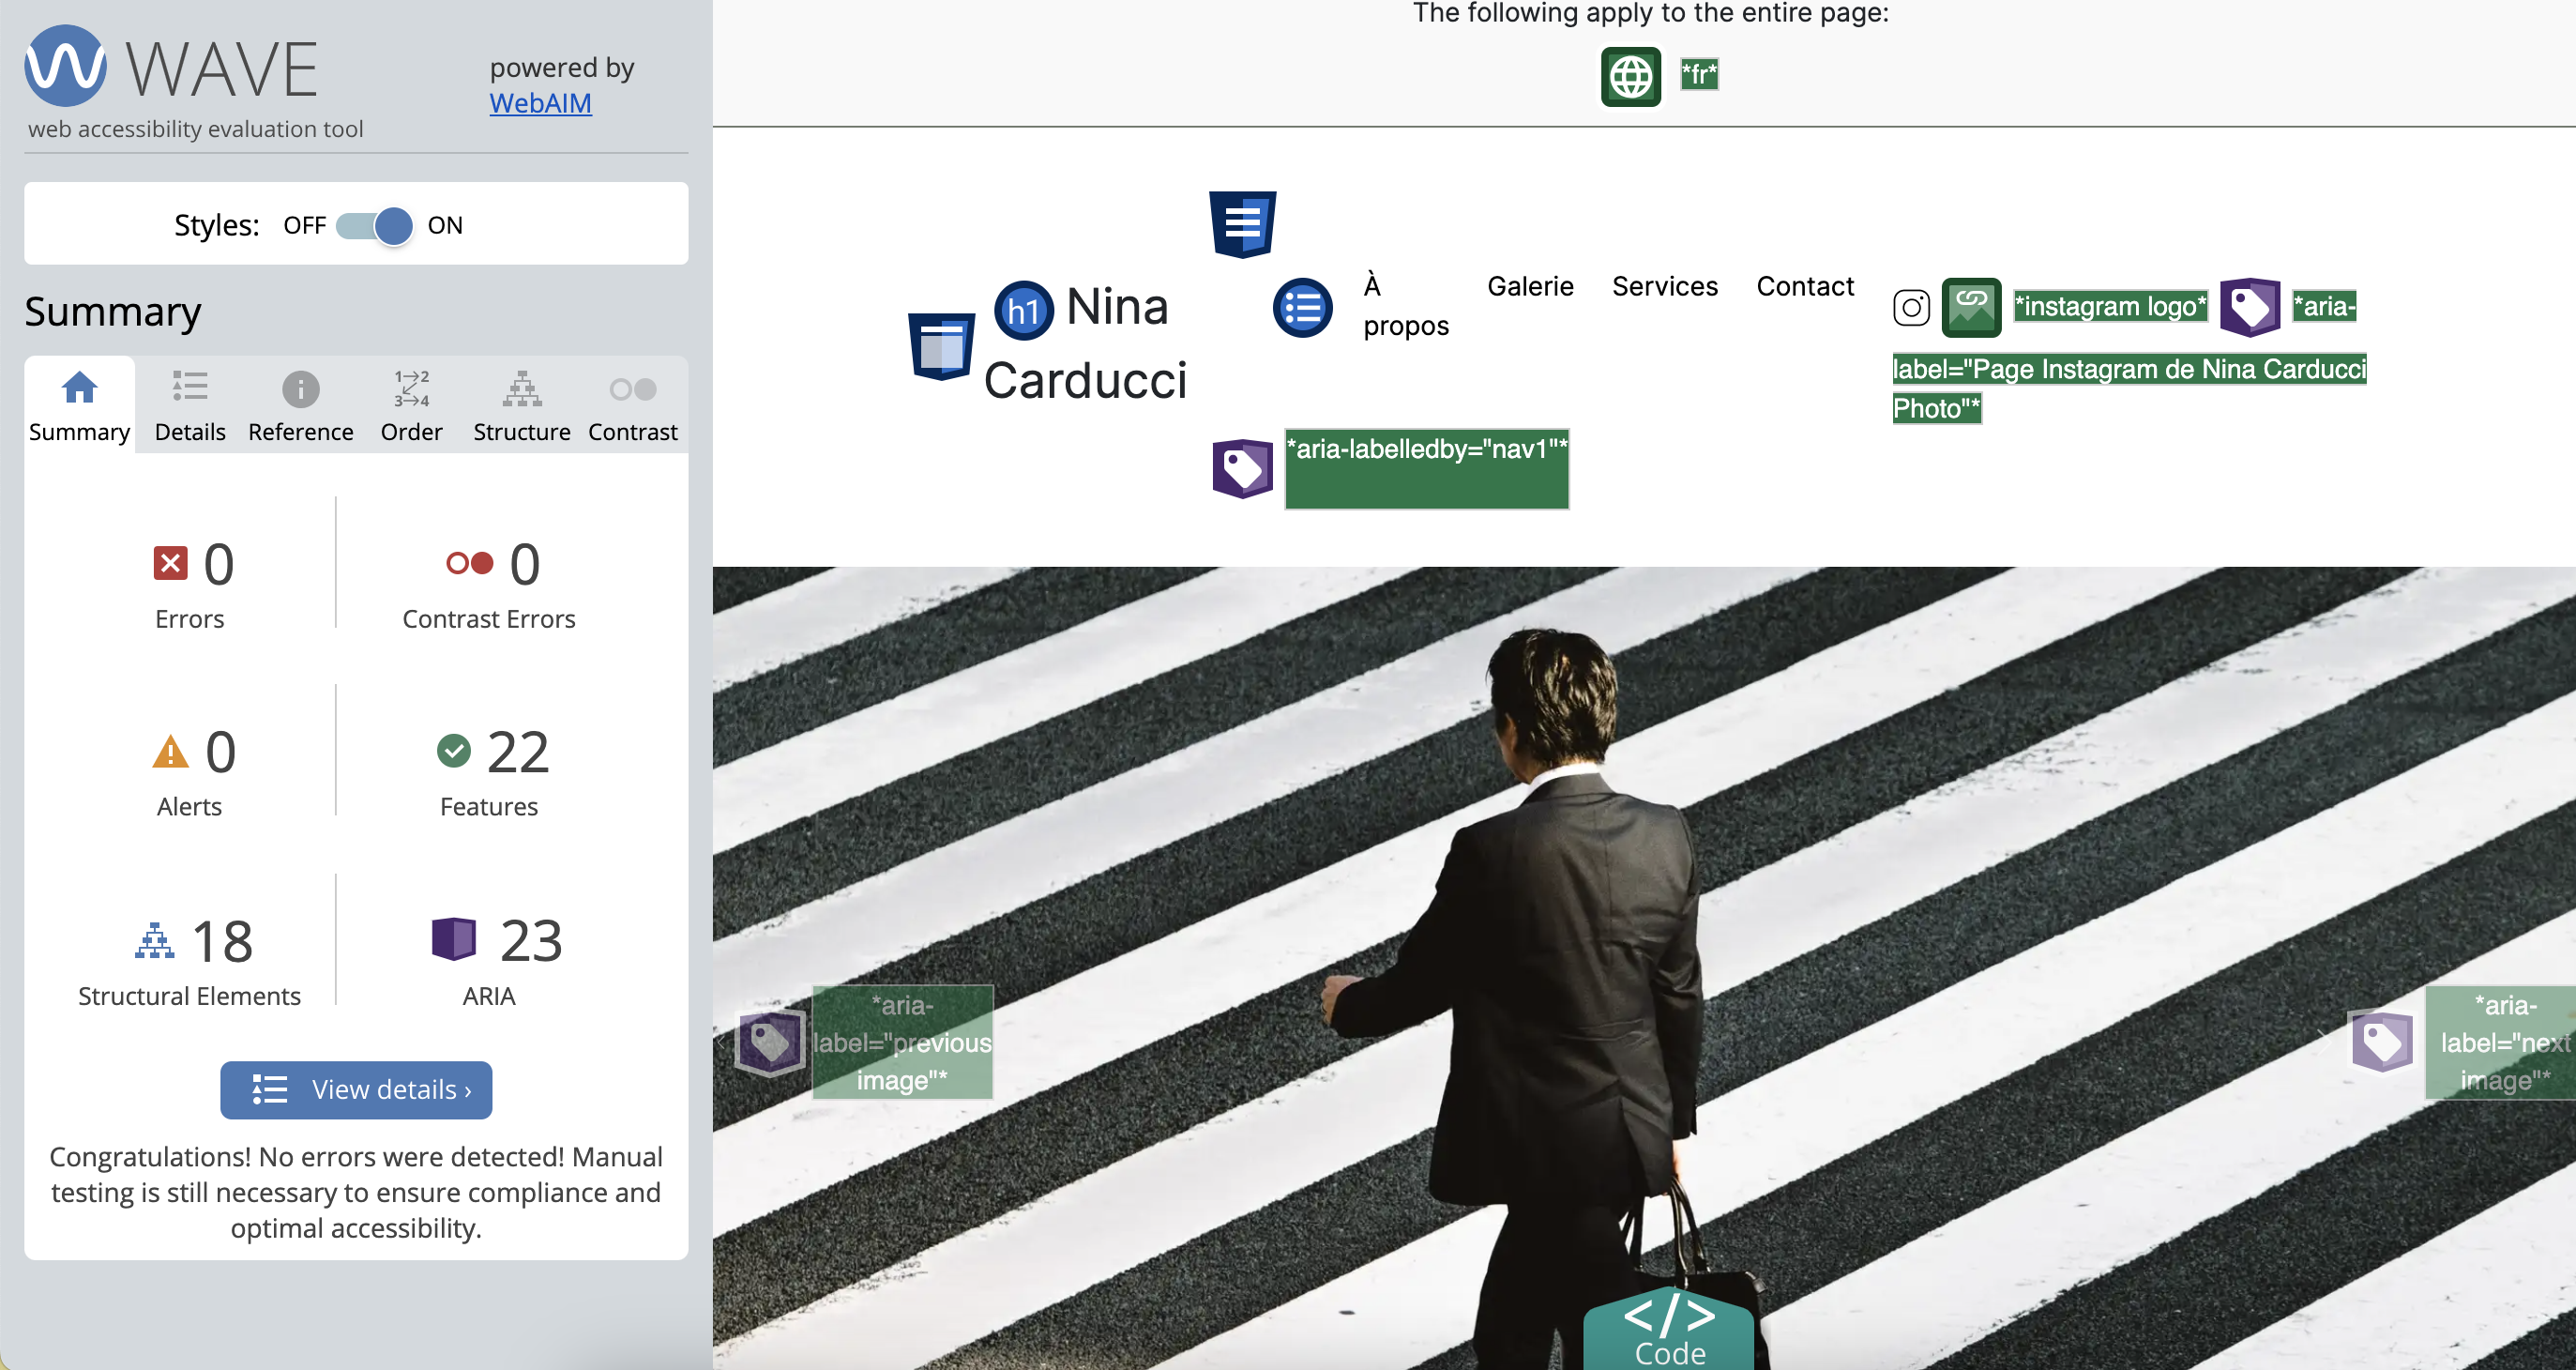 WAVE
powered by
WebAIM
web accessibility evaluation tool
Styles: OFF ON
Summary
Summary
Details
Reference
1→2
3→4
Order
Structure
Contrast
0
Errors
0
Contrast Errors
0
Alerts
22
Features
18
Structural Elements
23
ARIA
View details ›
Congratulations! No errors were detected! Manual
testing is still necessary to ensure compliance and
optimal accessibility.
The following apply to the entire page:
*fr*
h1 Nina
Carducci
À
propos
Galerie
Services
Contact
*instagram logo* *aria-
label="Page Instagram de Nina Carducci
Photo"*
*aria-labelledby="nav1"*
*aria-
label="previous
image"*
*aria-
label="next
image"*
</>
Code